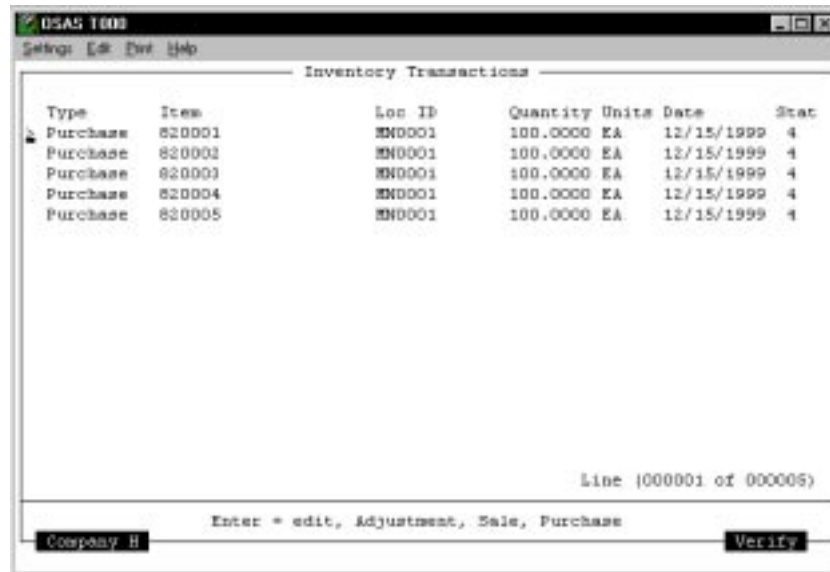 OSAS T000
Settings Edit Print Help
Inventory Transactions
Type Item Loc ID Quantity Units Date Stat
Purchase 820001 MN0001 100.0000 EA 12/15/1999 4
Purchase 820002 MN0001 100.0000 EA 12/15/1999 4
Purchase 820003 MN0001 100.0000 EA 12/15/1999 4
Purchase 820004 MN0001 100.0000 EA 12/15/1999 4
Purchase 820005 MN0001 100.0000 EA 12/15/1999 4
Line (000001 of 000005)
Enter = edit, Adjustment, Sale, Purchase
Company H Verify